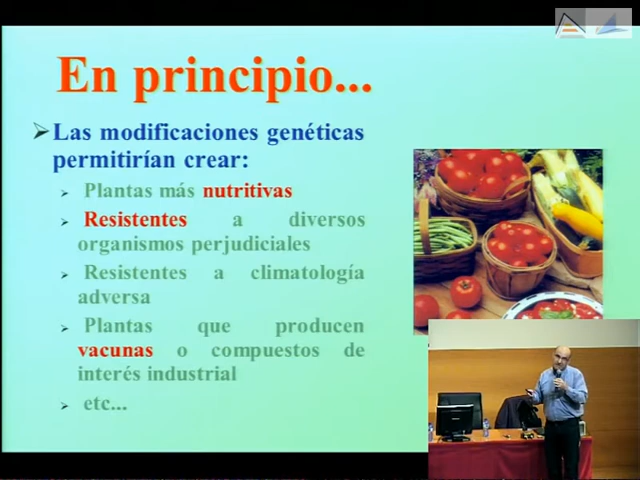 En principio...
Las modificaciones genéticas
permitirían crear:
Plantas más nutritivas
Resistentes a diversos
organismos perjudiciales
Resistentes a climatología
adversa
Plantas que producen
vacunas o compuestos de
interés industrial
etc...